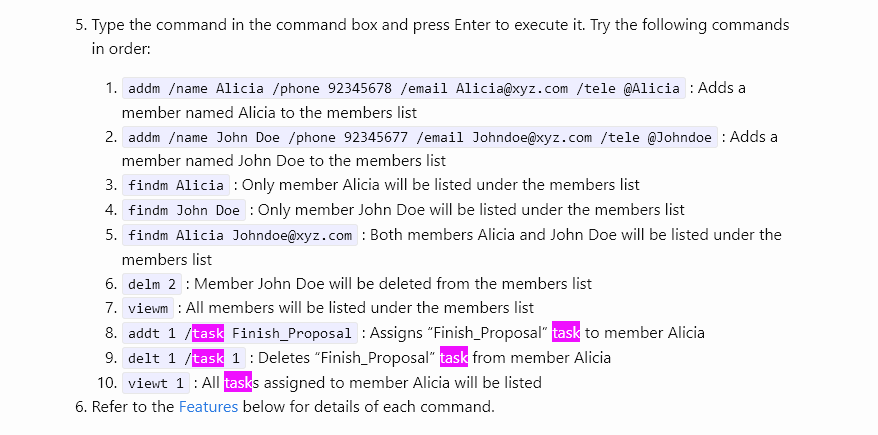 5. Type the command in the command box and press Enter to execute it. Try the following commands
in order:
1. addm /name Alicia /phone 92345678 /email Alicia@xyz.com /tele @Alicia : Adds a
member named Alicia to the members list
2. addm /name John Doe /phone 92345677 /email Johndoe@xyz.com /tele @Johndoe : Adds a
member named John Doe to the members list
3. findm Alicia : Only member Alicia will be listed under the members list
4. findm John Doe : Only member John Doe will be listed under the members list
5. findm Alicia Johndoe@xyz.com : Both members Alicia and John Doe will be listed under the
members list
6. delm 2 : Member John Doe will be deleted from the members list
7. viewm : All members will be listed under the members list
8. addt 1 /task Finish_Proposal : Assigns “Finish_Proposal” task to member Alicia
9. delt 1 /task 1 : Deletes “Finish_Proposal” task from member Alicia
10. viewt 1 : All tasks assigned to member Alicia will be listed
6. Refer to the Features below for details of each command.